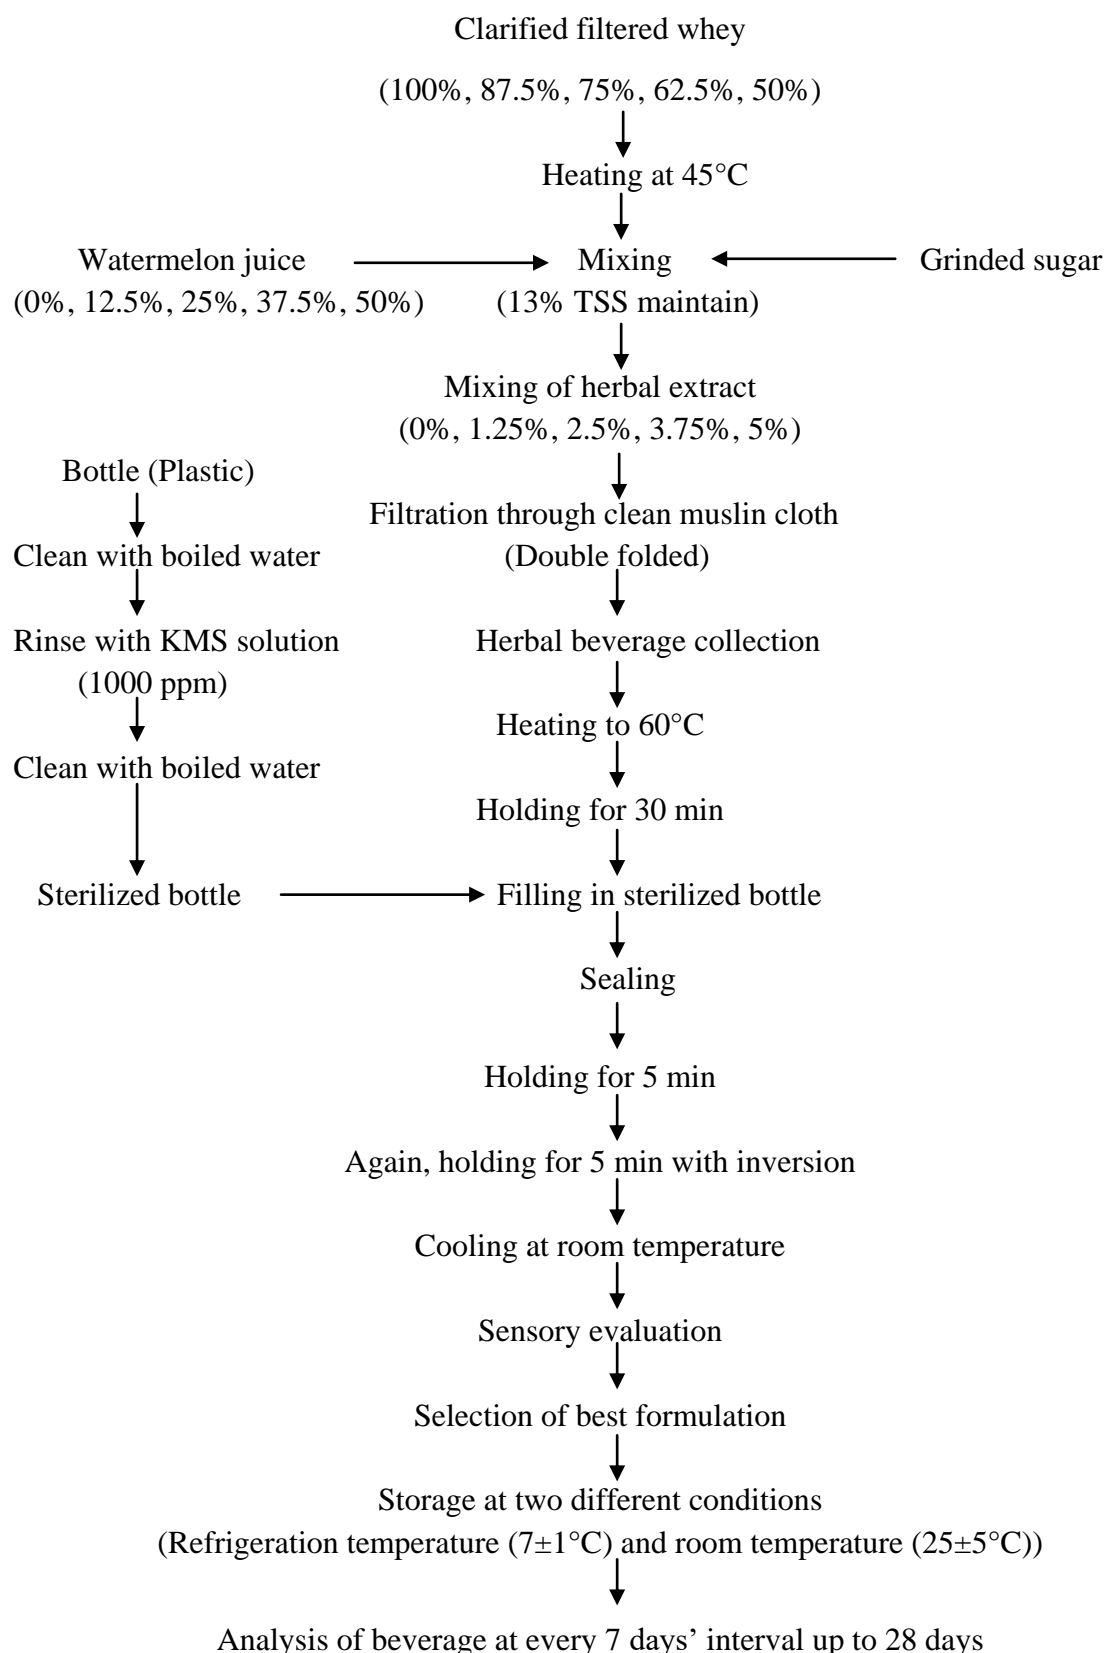 Clarified filtered whey
(100%, 87.5%, 75%, 62.5%, 50%)
Heating at 45°C
Watermelon juice
(0%, 12.5%, 25%, 37.5%, 50%)
Mixing
(13% TSS maintain)
Grinded sugar
Mixing of herbal extract
(0%, 1.25%, 2.5%, 3.75%, 5%)
Bottle (Plastic)
Clean with boiled water
Rinse with KMS solution
(1000 ppm)
Clean with boiled water
Sterilized bottle
Filtration through clean muslin cloth
(Double folded)
Herbal beverage collection
Heating to 60°C
Holding for 30 min
Filling in sterilized bottle
Sealing
Holding for 5 min
Again, holding for 5 min with inversion
Cooling at room temperature
Sensory evaluation
Selection of best formulation
Storage at two different conditions
(Refrigeration temperature (7±1°C) and room temperature (25±5°C))
Analysis of beverage at every 7 days’ interval up to 28 days